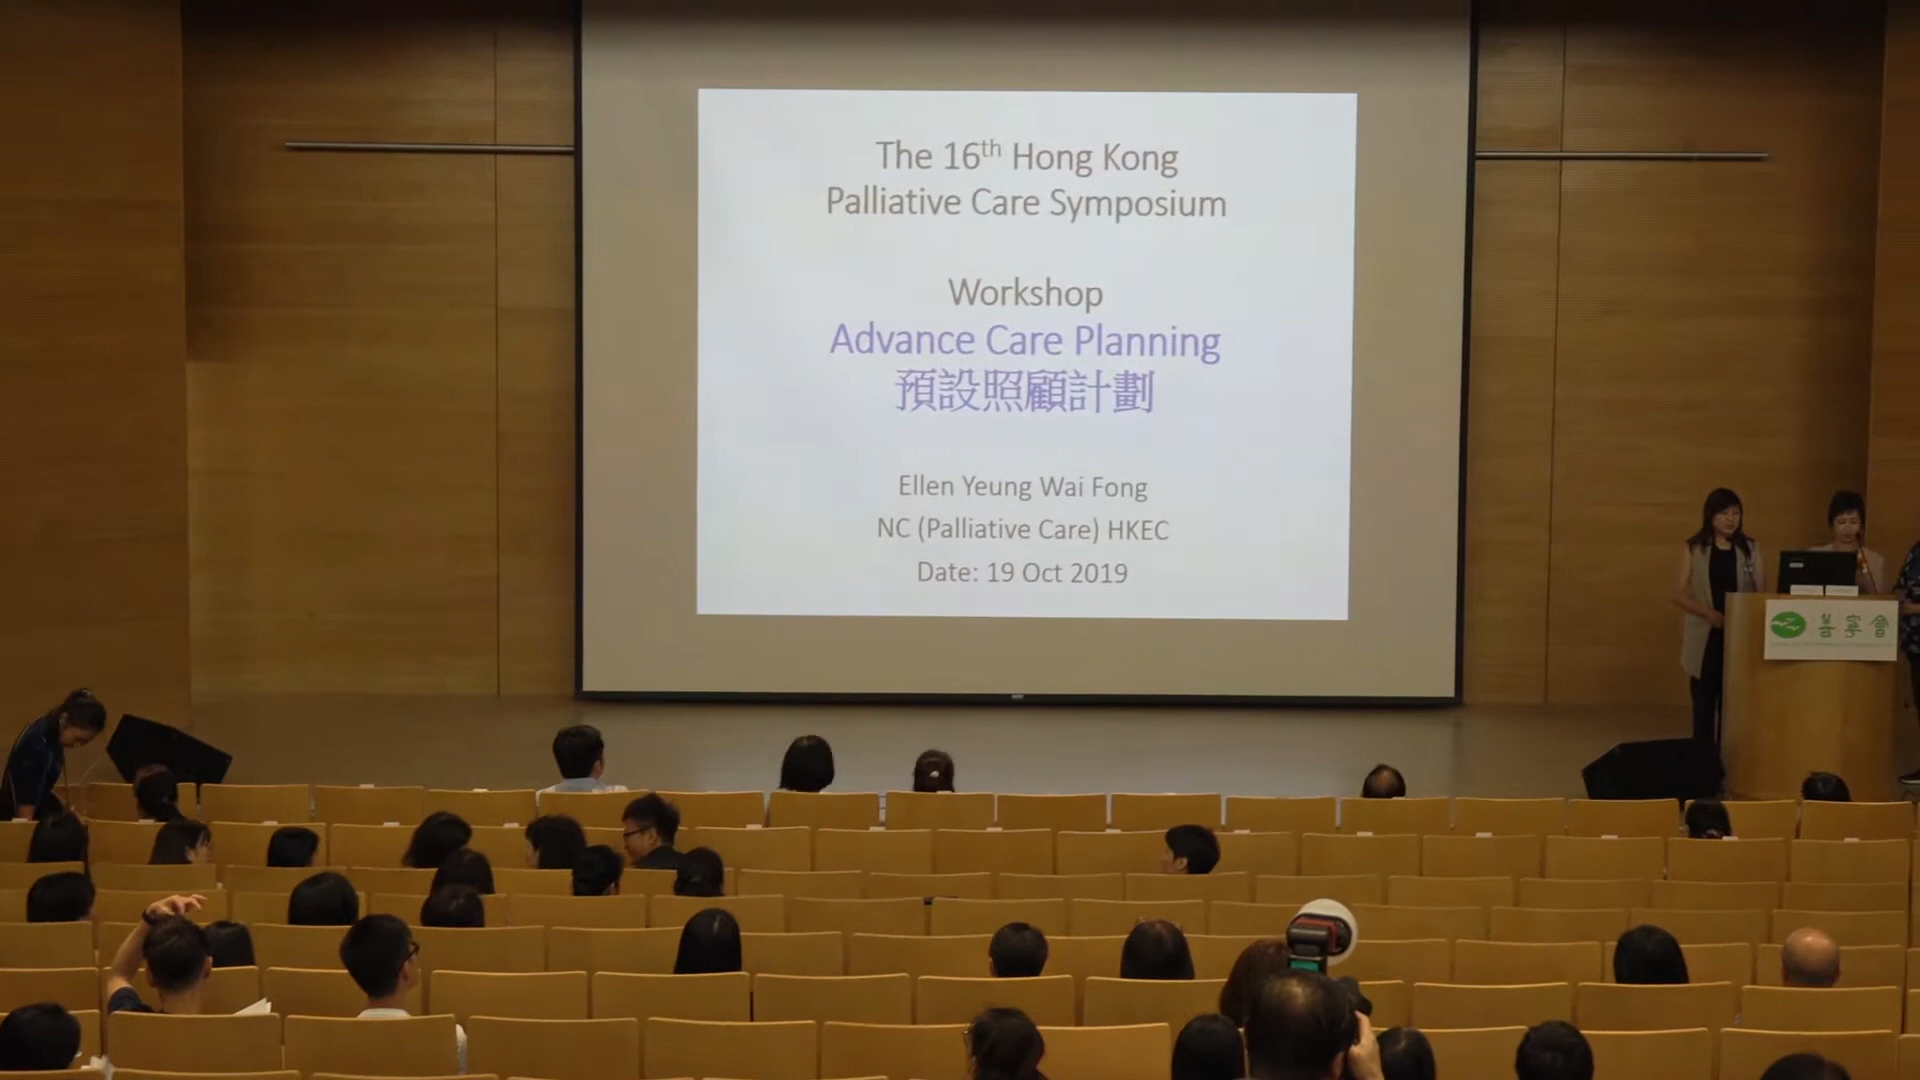 The 16th Hong Kong
Palliative Care Symposium
Workshop
Advance Care Planning
預設照顧計劃
Ellen Yeung Wai Fong
NC (Palliative Care) HKEC
Date: 19 Oct 2019
善寧會